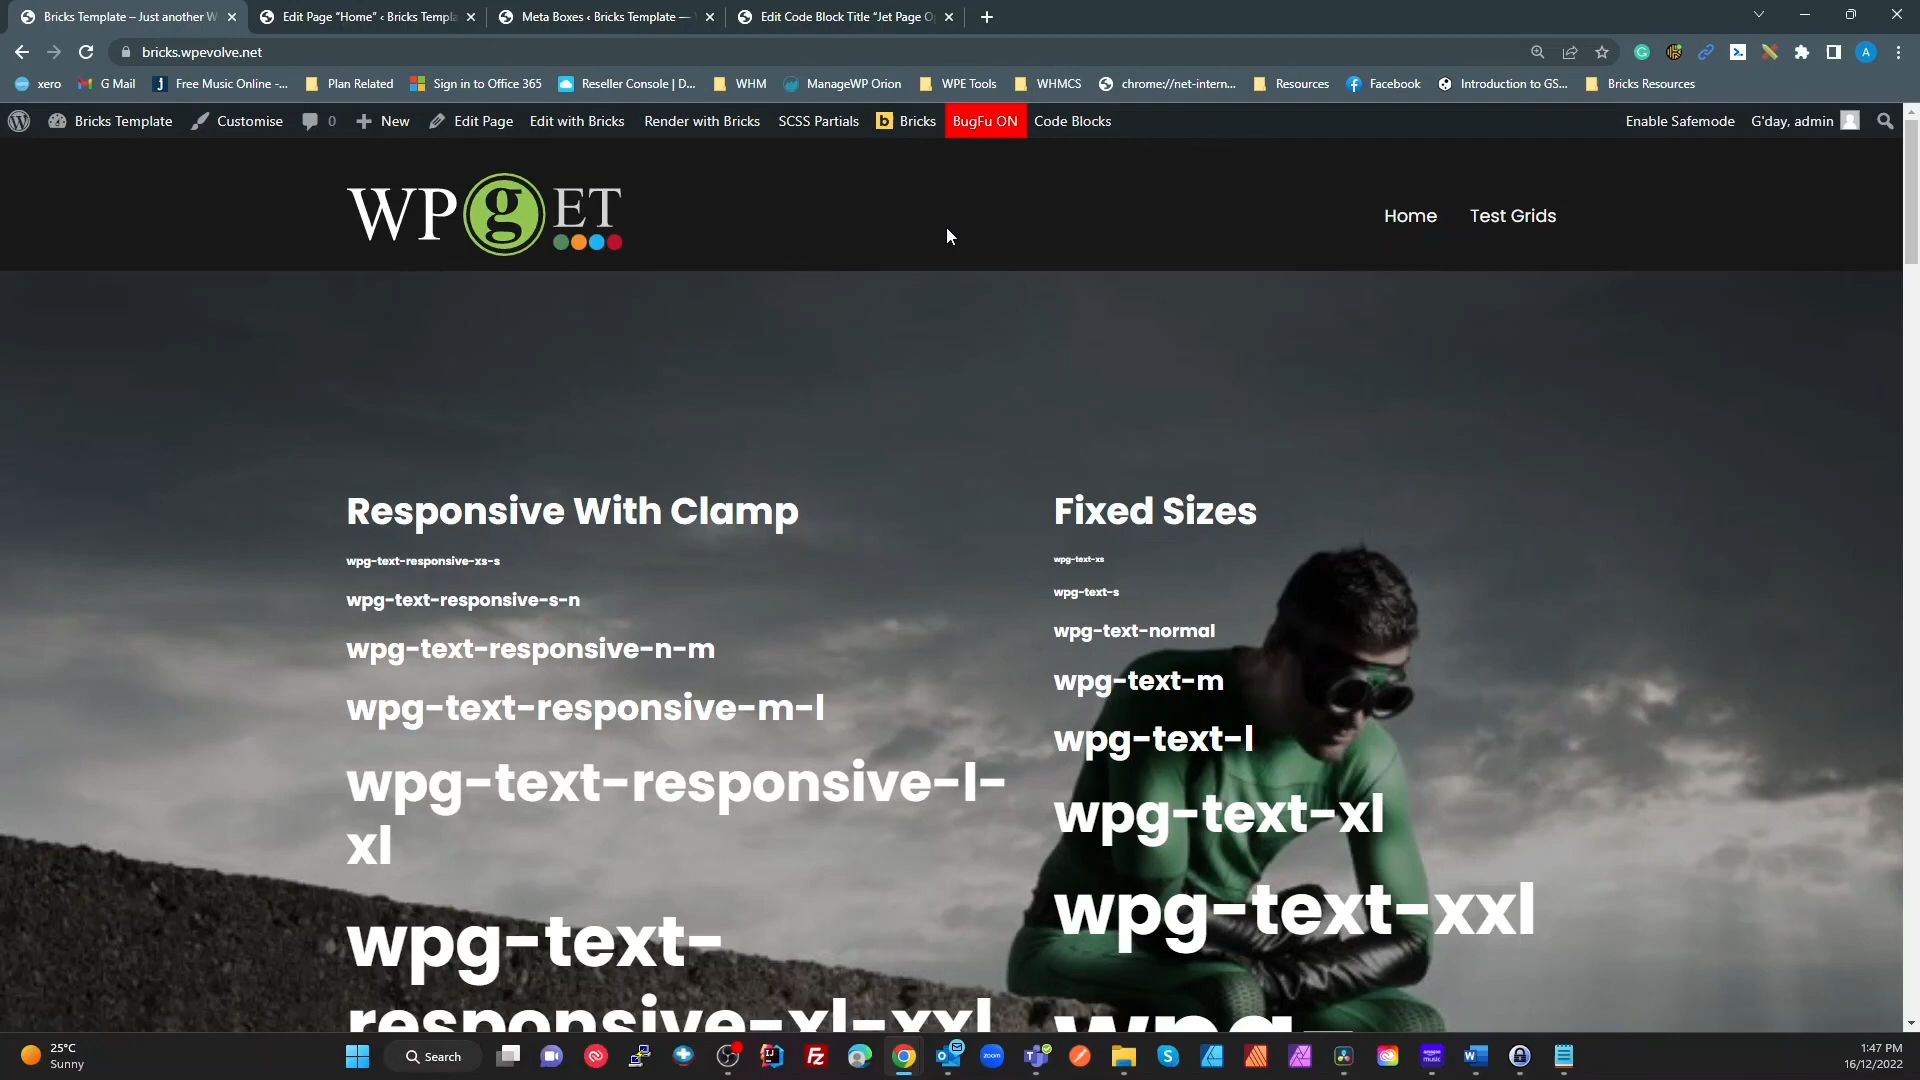 Bricks Template – Just another W
Edit Page "Home" ‹ Bricks Templa
Meta Boxes ‹ Bricks Template —
Edit Code Block Title "Jet Page O
bricks.wpevolve.net
xero
G Mail
Free Music Online -...
Plan Related
Sign in to Office 365
Reseller Console | D...
WHM
ManageWP Orion
WPE Tools
WHMCS
chrome://net-intern...
Resources
Facebook
Introduction to GS...
Bricks Resources
Bricks Template
Customise
0
New
Edit Page
Edit with Bricks
Render with Bricks
SCSS Partials
b Bricks
BugFu ON
Code Blocks
Enable Safemode
G'day, admin
WPgET
Home
Test Grids
Responsive With Clamp
wpg-text-responsive-xs-s
wpg-text-responsive-s-n
wpg-text-responsive-n-m
wpg-text-responsive-m-l
wpg-text-responsive-l-
xl
wpg-text-
responsive-xl-xxl
Fixed Sizes
wpg-text-xs
wpg-text-s
wpg-text-normal
wpg-text-m
wpg-text-l
wpg-text-xl
wpg-text-xxl
wpg-
25°C
Sunny
Search
1:47 PM
16/12/2022